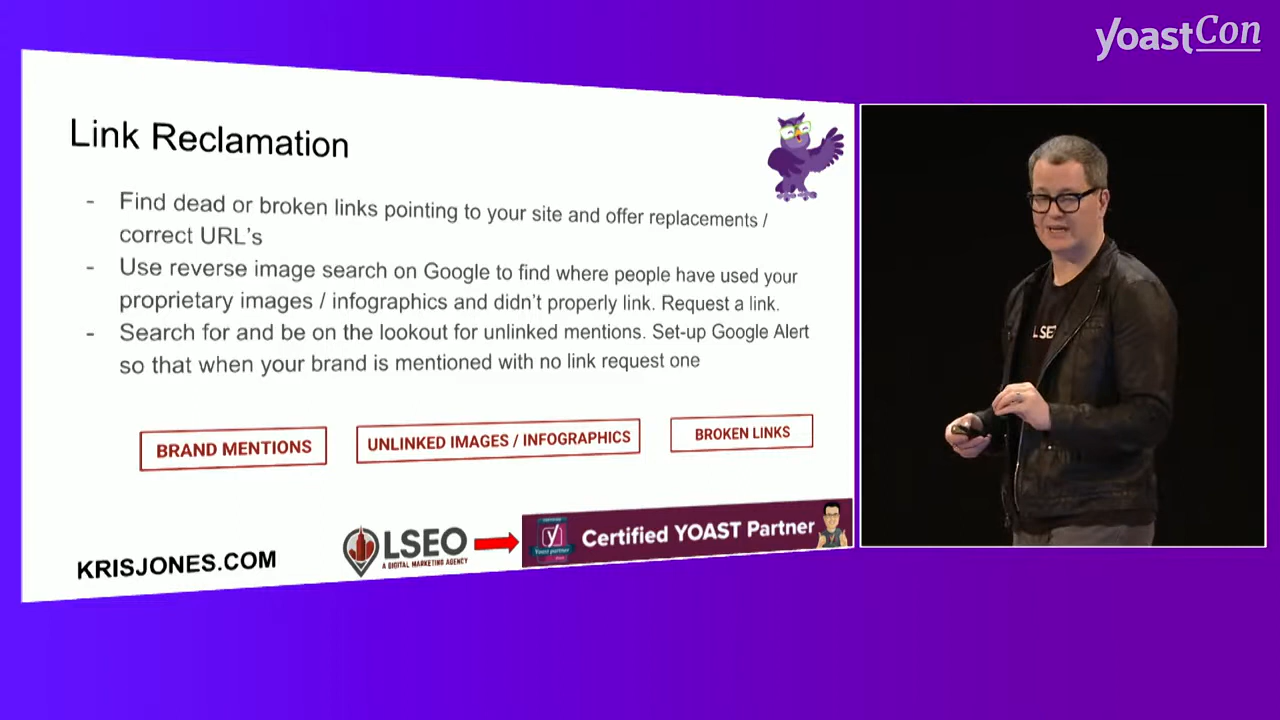 yoastCon
Link Reclamation
- Find dead or broken links pointing to your site and offer replacements /
correct URL's
- Use reverse image search on Google to find where people have used your
proprietary images / infographics and didn't properly link. Request a link.
- Search for and be on the lookout for unlinked mentions. Set-up Google Alert
so that when your brand is mentioned with no link request one
BRAND MENTIONS
UNLINKED IMAGES / INFOGRAPHICS
BROKEN LINKS
KRISJONES.COM
LSEO
A DIGITAL MARKETING AGENCY
y
Yoast partner
Certified YOAST Partner